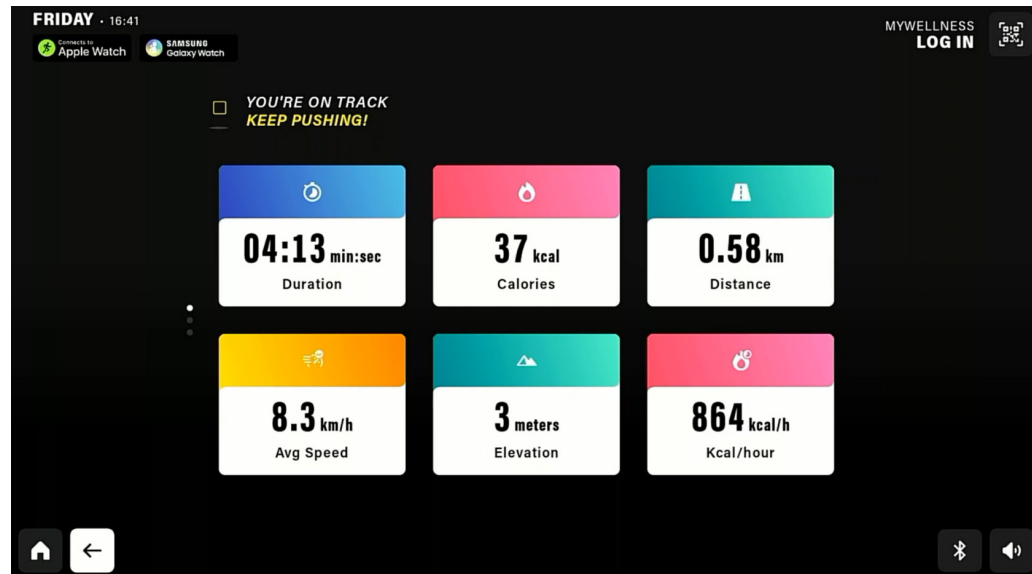 FRIDAY · 16:41
Connects to
Apple Watch
SAMSUNG
Galaxy Watch
MYWELLNESS
LOG IN
YOU'RE ON TRACK
KEEP PUSHING!
04:13 min:sec
Duration
37 kcal
Calories
0.58 km
Distance
8.3 km/h
Avg Speed
3 meters
Elevation
864 kcal/h
Kcal/hour